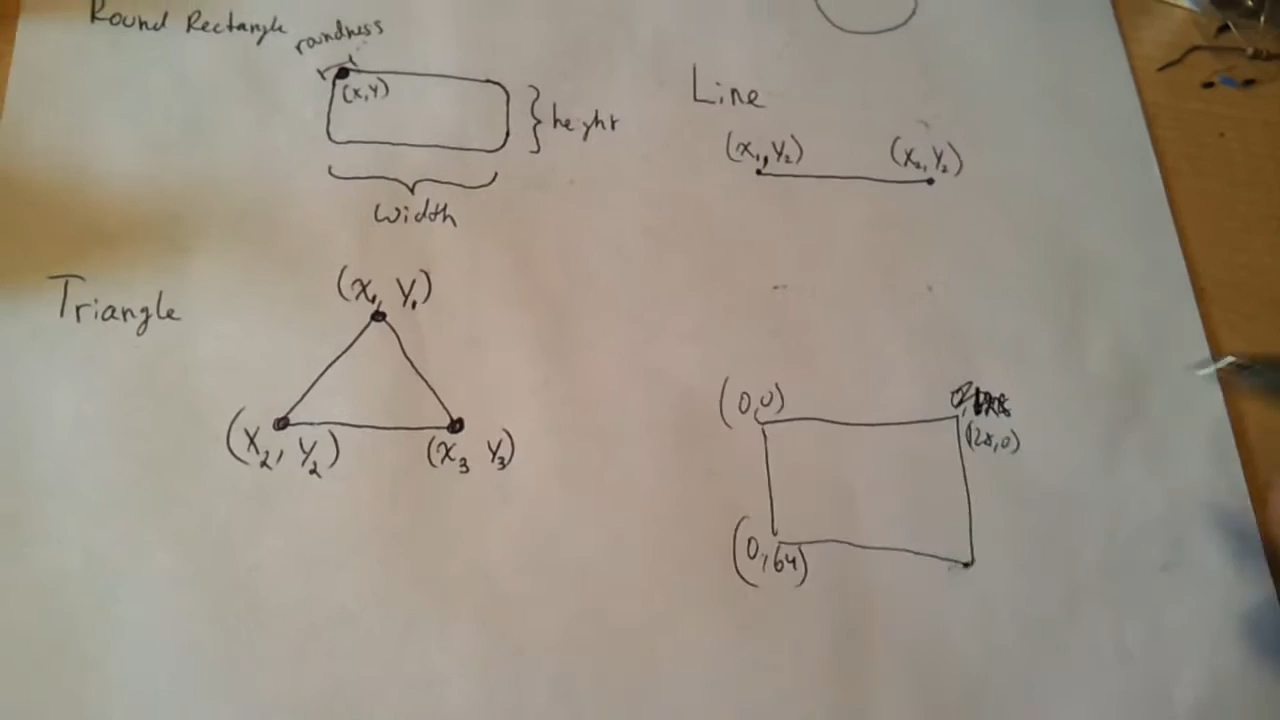 Round Rectangle
roundness
(x,y)
height
width
Line
(x₁, y₂)
(x₂, y₂)
Triangle
(x₁, y₁)
(x₂, y₂)
(x₃ y₃)
(0,0)
(128,0)
(0,64)